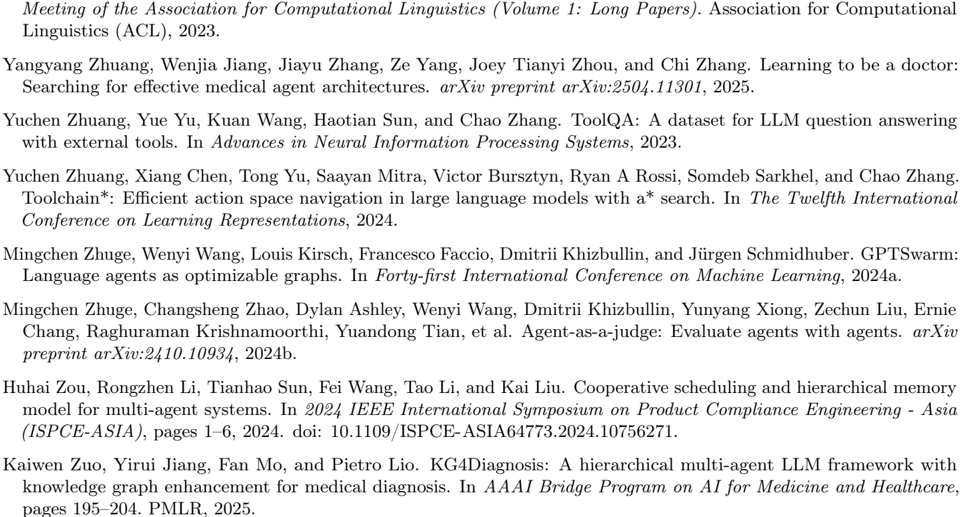 Meeting of the Association for Computational Linguistics (Volume 1: Long Papers). Association for Computational
Linguistics (ACL), 2023.
Yangyang Zhuang, Wenjia Jiang, Jiayu Zhang, Ze Yang, Joey Tianyi Zhou, and Chi Zhang. Learning to be a doctor:
Searching for effective medical agent architectures. arXiv preprint arXiv:2504.11301, 2025.
Yuchen Zhuang, Yue Yu, Kuan Wang, Haotian Sun, and Chao Zhang. ToolQA: A dataset for LLM question answering
with external tools. In Advances in Neural Information Processing Systems, 2023.
Yuchen Zhuang, Xiang Chen, Tong Yu, Saayan Mitra, Victor Bursztyn, Ryan A Rossi, Somdeb Sarkhel, and Chao Zhang.
Toolchain*: Efficient action space navigation in large language models with a* search. In The Twelfth International
Conference on Learning Representations, 2024.
Mingchen Zhuge, Wenyi Wang, Louis Kirsch, Francesco Faccio, Dmitrii Khizbullin, and Jürgen Schmidhuber. GPTSwarm:
Language agents as optimizable graphs. In Forty-first International Conference on Machine Learning, 2024a.
Mingchen Zhuge, Changsheng Zhao, Dylan Ashley, Wenyi Wang, Dmitrii Khizbullin, Yunyang Xiong, Zechun Liu, Ernie
Chang, Raghuraman Krishnamoorthi, Yuandong Tian, et al. Agent-as-a-judge: Evaluate agents with agents. arXiv
preprint arXiv:2410.10934, 2024b.
Huhai Zou, Rongzhen Li, Tianhao Sun, Fei Wang, Tao Li, and Kai Liu. Cooperative scheduling and hierarchical memory
model for multi-agent systems. In 2024 IEEE International Symposium on Product Compliance Engineering - Asia
(ISPCE-ASIA), pages 1–6, 2024. doi: 10.1109/ISPCE-ASIA64773.2024.10756271.
Kaiwen Zuo, Yirui Jiang, Fan Mo, and Pietro Lio. KG4Diagnosis: A hierarchical multi-agent LLM framework with
knowledge graph enhancement for medical diagnosis. In AAAI Bridge Program on AI for Medicine and Healthcare,
pages 195–204. PMLR, 2025.